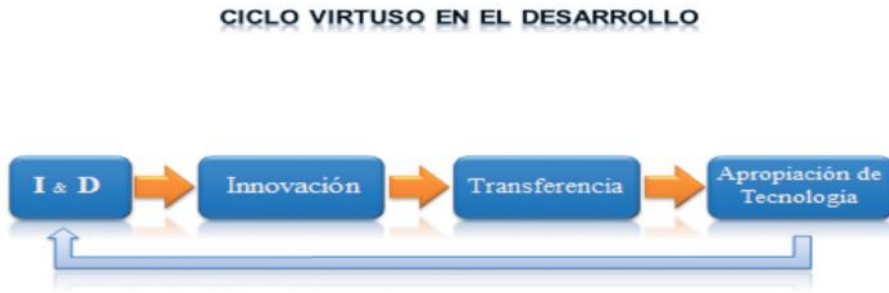 CICLO VIRTUSO EN EL DESARROLLO
I & D
Innovación
Transferencia
Apropiación de
Tecnología